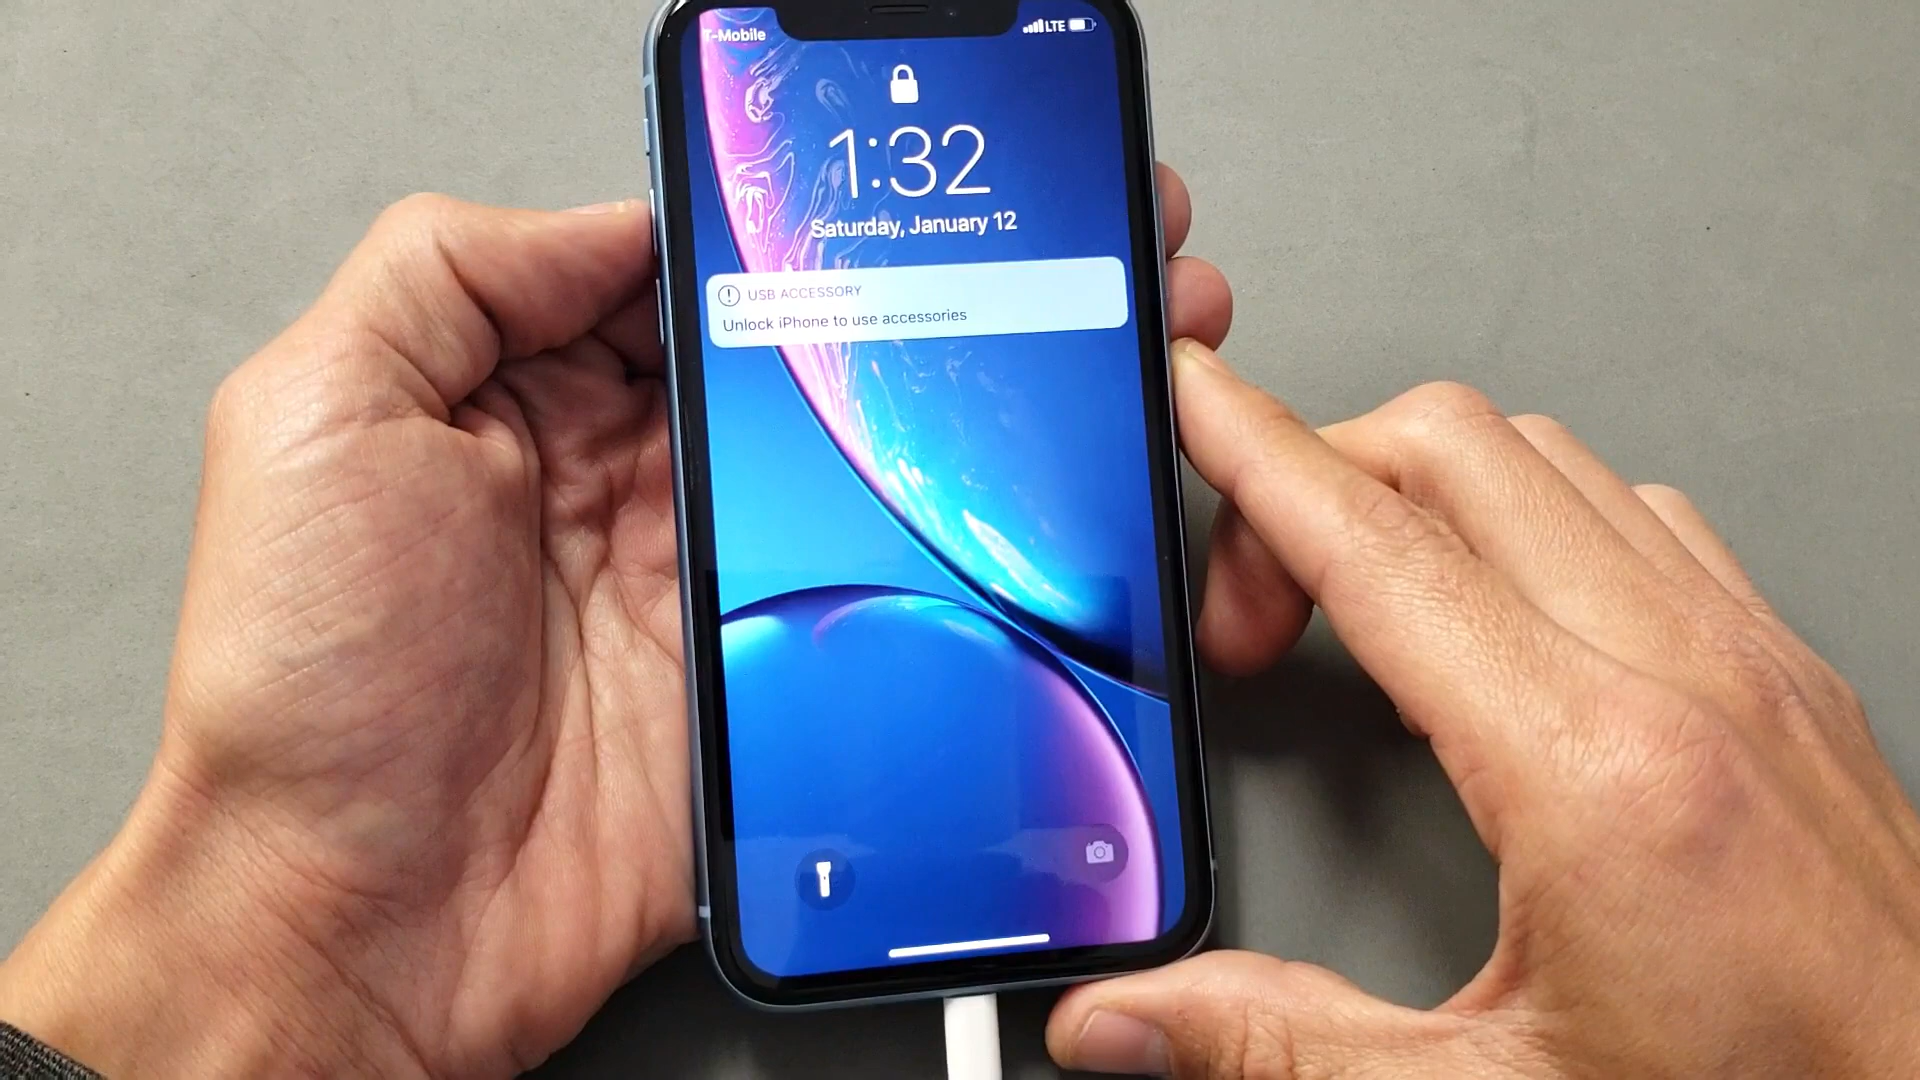 T-Mobile
LTE
1:32
Saturday, January 12
USB ACCESSORY
Unlock iPhone to use accessories